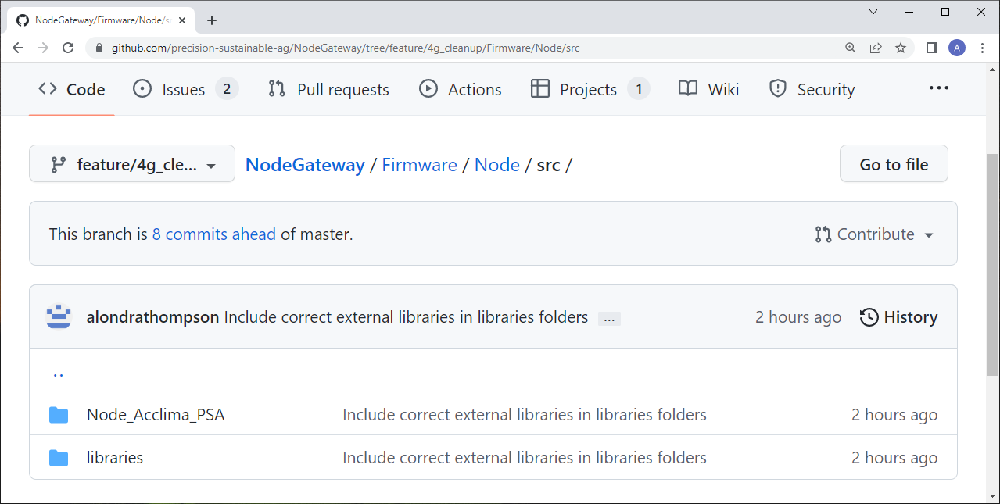 NodeGateway/Firmware/Node/s
github.com/precision-sustainable-ag/NodeGateway/tree/feature/4g_cleanup/Firmware/Node/src
A
Code
Issues 2
Pull requests
Actions
Projects 1
Wiki
Security
...
feature/4g_cle...
NodeGateway / Firmware / Node / src /
Go to file
This branch is 8 commits ahead of master.
Contribute
alondrathompson Include correct external libraries in libraries folders ...
2 hours ago
History
..
Node_Acclima_PSA Include correct external libraries in libraries folders 2 hours ago
libraries Include correct external libraries in libraries folders 2 hours ago